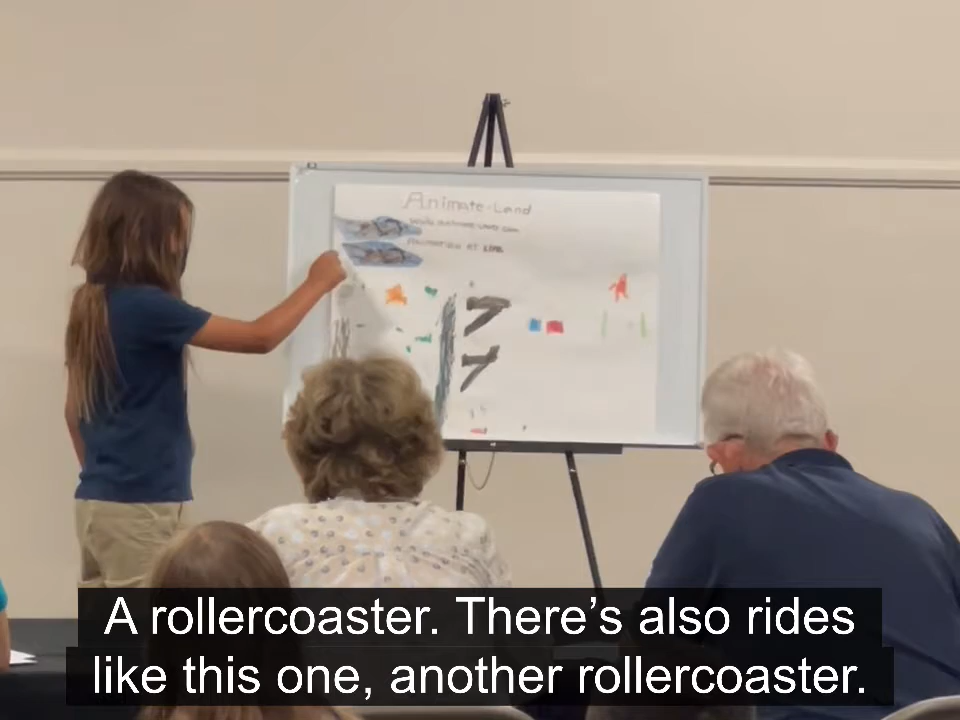 Animate-Land
A rollercoaster. There’s also rides
like this one, another rollercoaster.